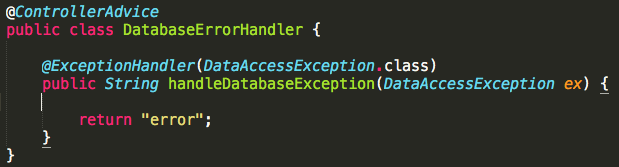 @ControllerAdvice
public class DatabaseErrorHandler {
@ExceptionHandler(DataAccessException.class)
public String handleDatabaseException(DataAccessException ex) {
return "error";
}
}